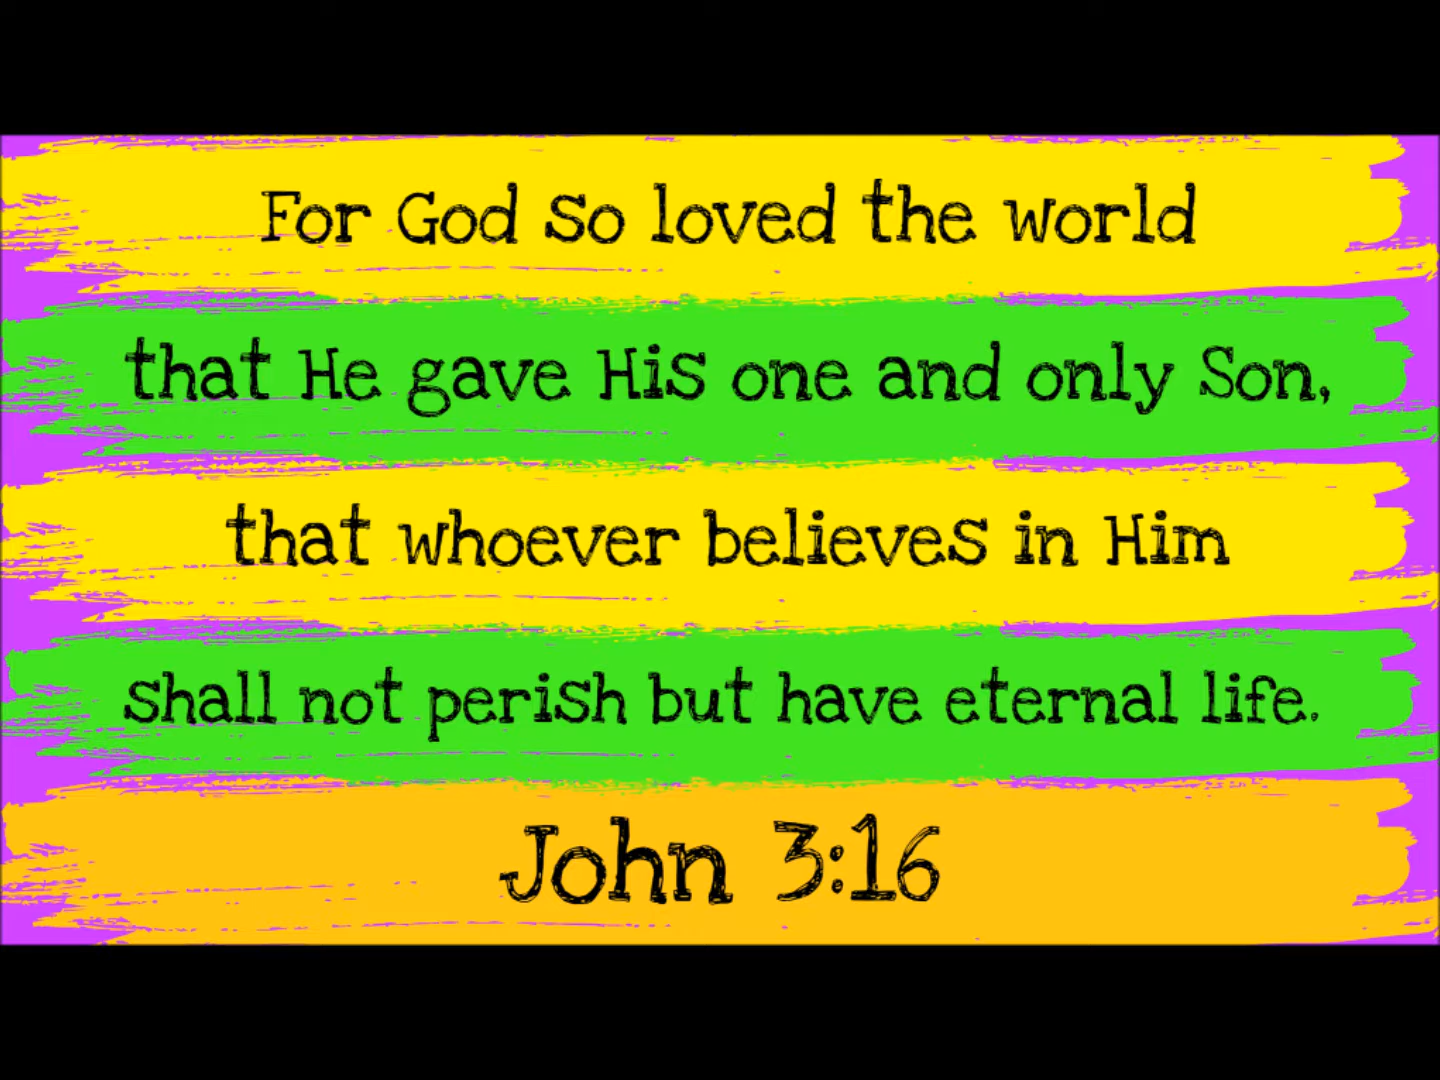 For God so loved the world
that He gave His one and only Son,
that whoever believes in Him
shall not perish but have eternal life.
John 3:16